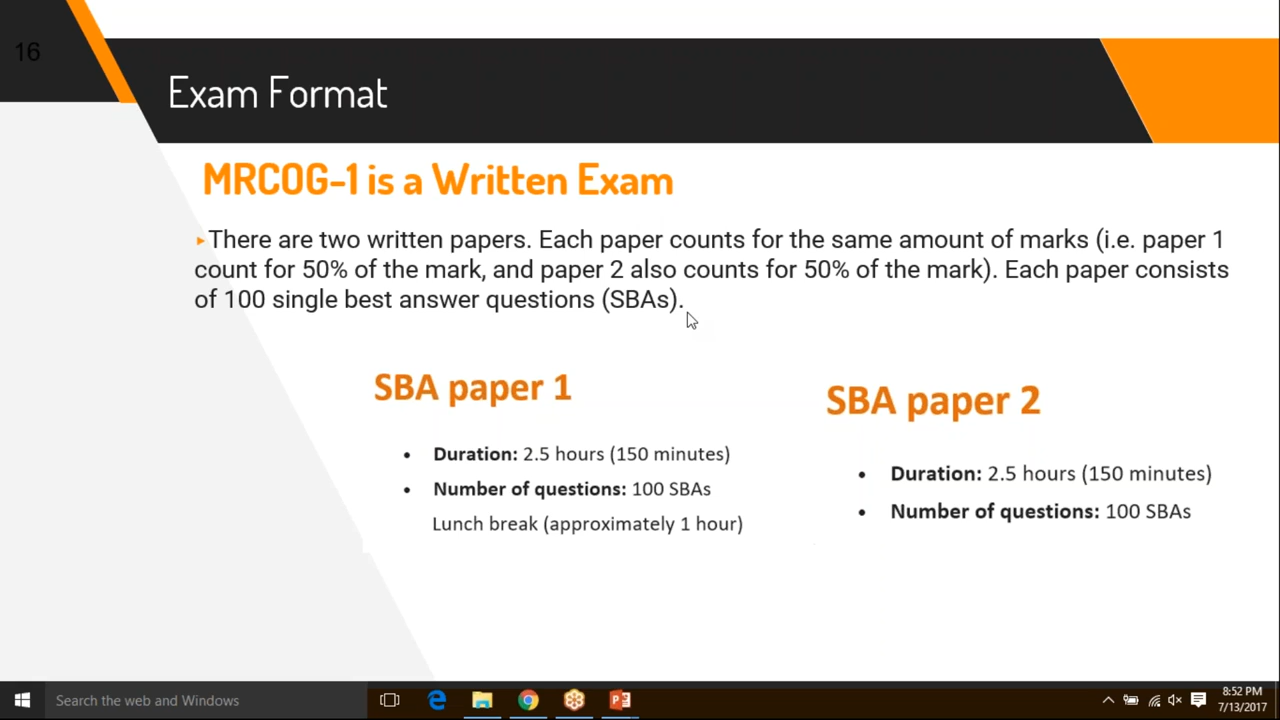 16
Exam Format
MRCOG-1 is a Written Exam
There are two written papers. Each paper counts for the same amount of marks (i.e. paper 1
count for 50% of the mark, and paper 2 also counts for 50% of the mark). Each paper consists
of 100 single best answer questions (SBAs).
SBA paper 1
• Duration: 2.5 hours (150 minutes)
• Number of questions: 100 SBAs
Lunch break (approximately 1 hour)
SBA paper 2
• Duration: 2.5 hours (150 minutes)
• Number of questions: 100 SBAs
Search the web and Windows
8:52 PM
7/13/2017